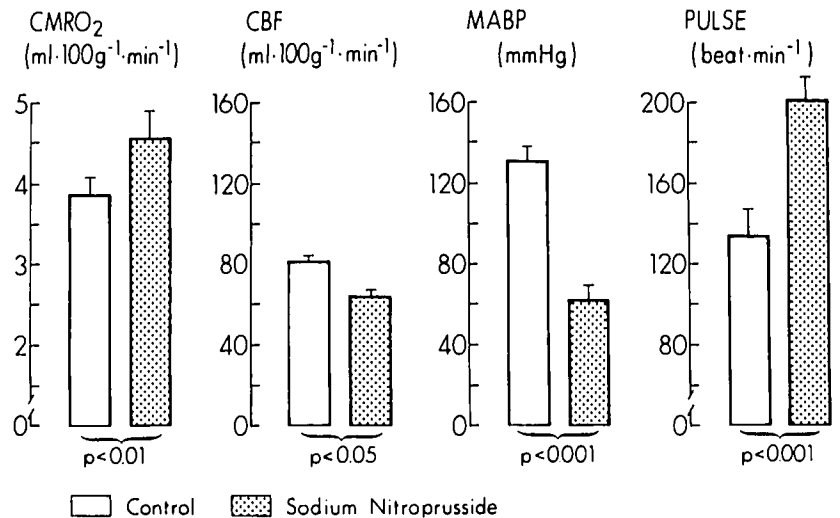 CMRO₂ CBF MABP PULSE
(ml·100g⁻¹·min⁻¹) (ml·100g⁻¹·min⁻¹) (mmHg) (beat·min⁻¹)
5 160 160 200
4 120 120 160
3 80 80 120
2 40 40 80
0 0 0 0
p<0.01 p<0.05 p<0001 p<0.001
Control Sodium Nitroprusside